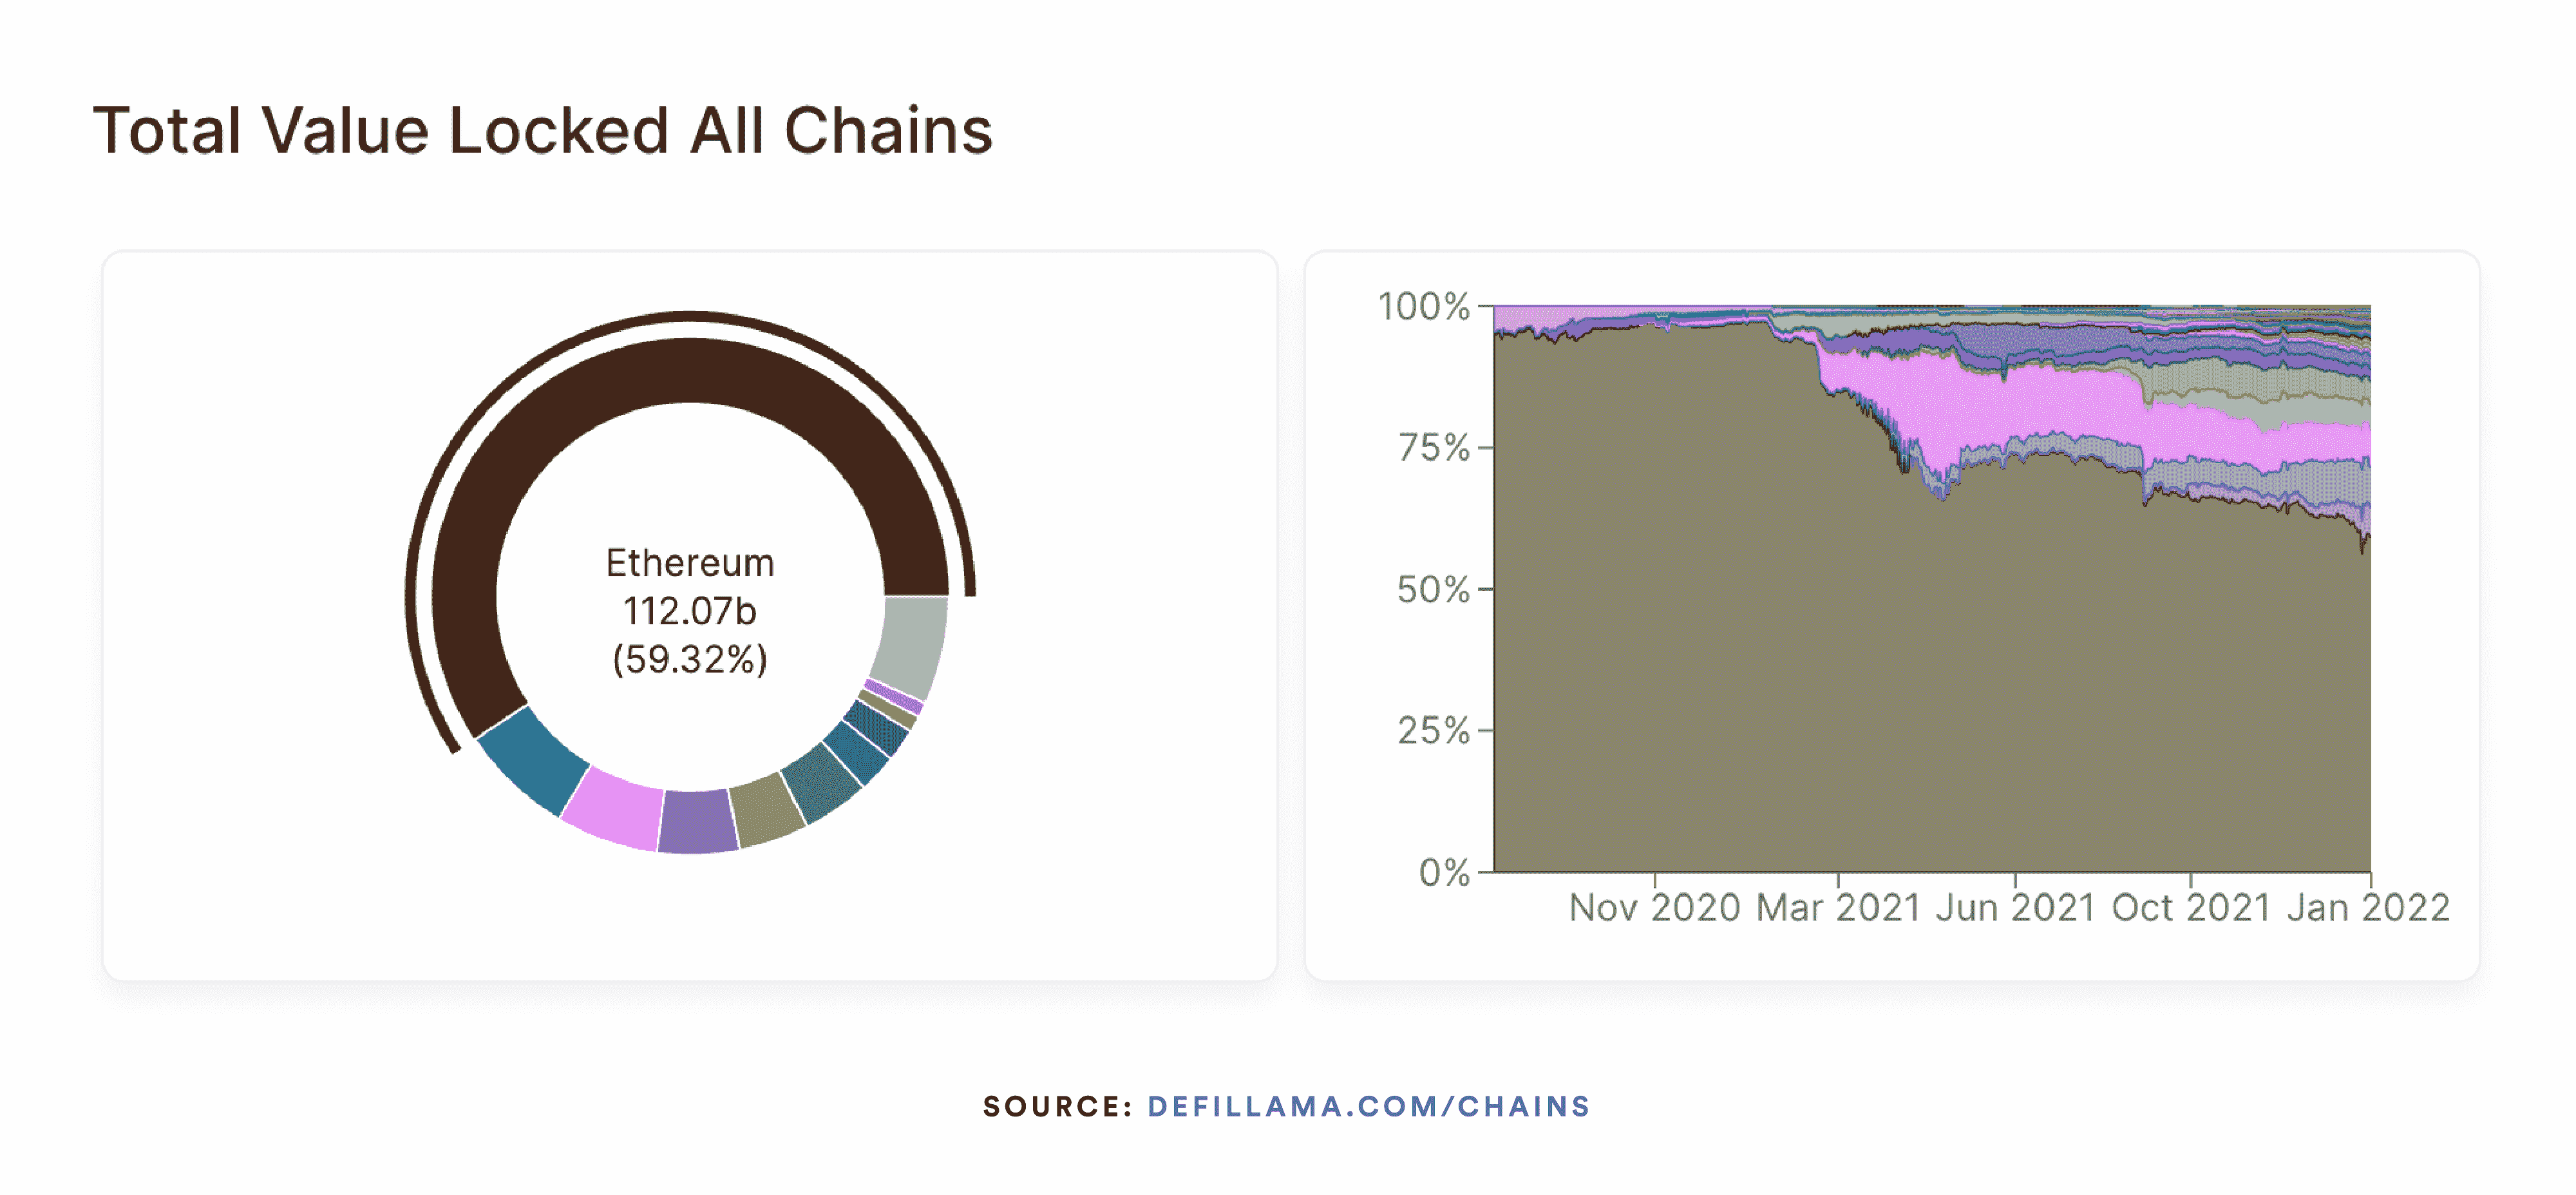 Total Value Locked All Chains
Ethereum
112.07b
(59.32%)
100%
75%
50%
25%
0%
Nov 2020 Mar 2021 Jun 2021 Oct 2021 Jan 2022
SOURCE: DEFILLAMA.COM/CHAINS